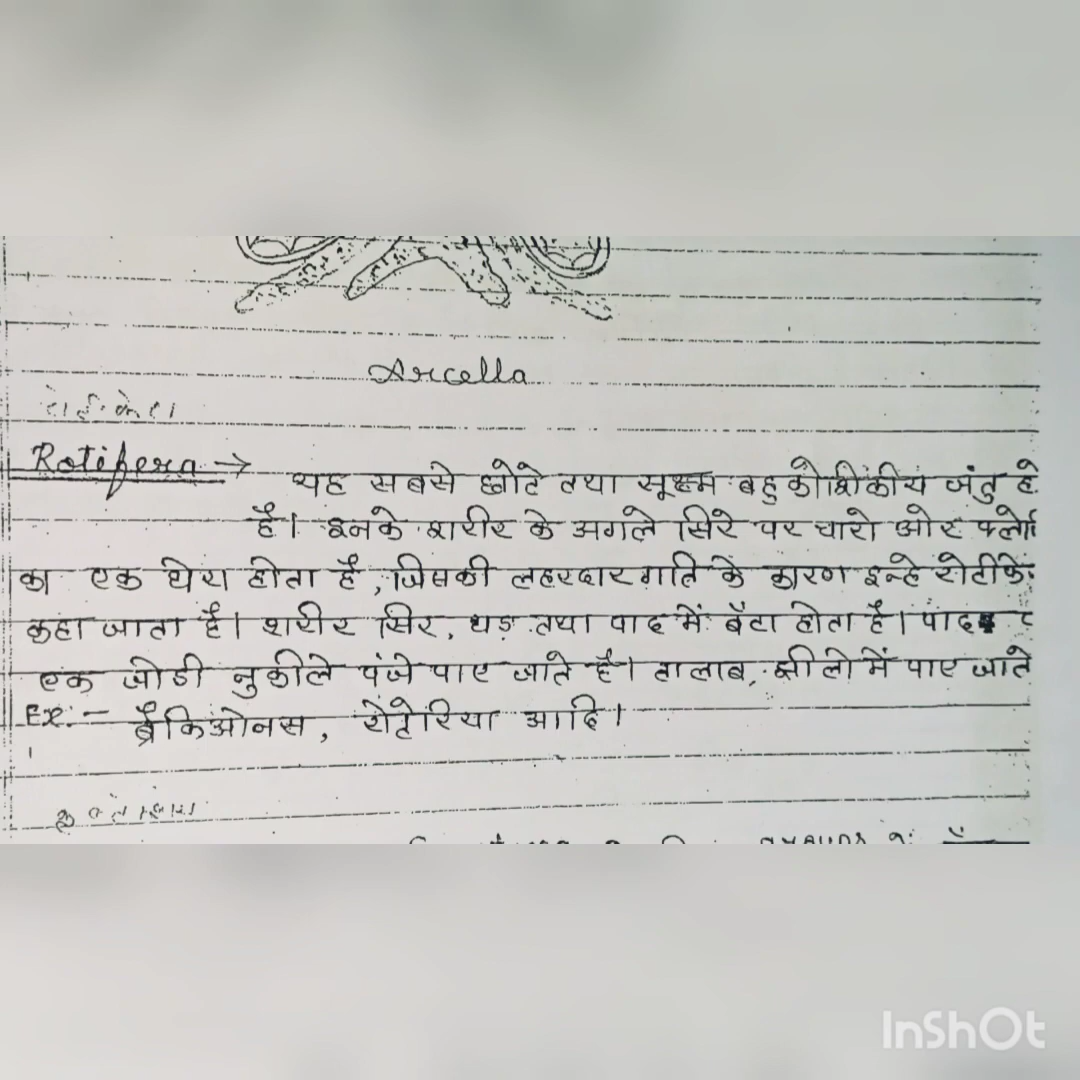 Arcella
रोटीफेरा
Rotifera →
यह सबसे छोटे तथा सूक्ष्म बहुकोशिकीय जंतु हे
है। इनके शरीर के अगले सिरे पर चारो ओर
का एक घेरा होता है, जिसकी लहरदार गति के कारण इन्हे
कहा जाता है। शरीर सिर, धड़ तथा पाद में बँटा होता है। पाद
एक जोडी नुकीले पंजे पाए जाते है। तालाब, झीलो में पाए जाते
Ex:- ब्रैकिओनस, रोटेरिया आदि।
InShOt